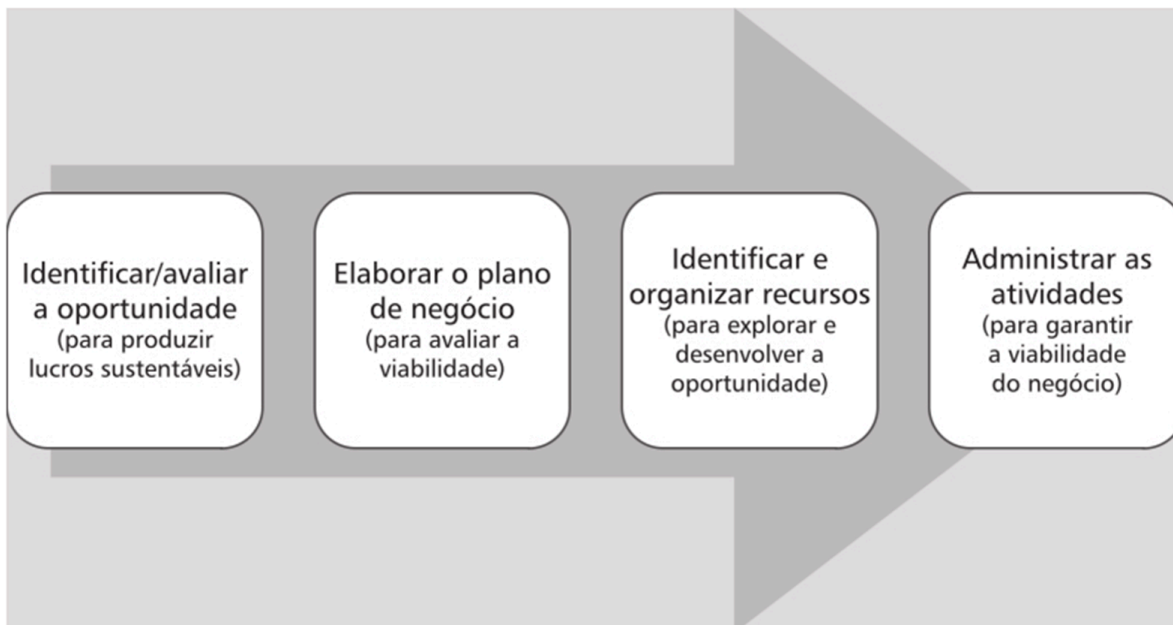 Identificar/avaliar
a oportunidade
(para produzir
lucros sustentáveis)
Elaborar o plano
de negócio
(para avaliar a
viabilidade)
Identificar e
organizar recursos
(para explorar e
desenvolver a
oportunidade)
Administrar as
atividades
(para garantir
a viabilidade
do negócio)